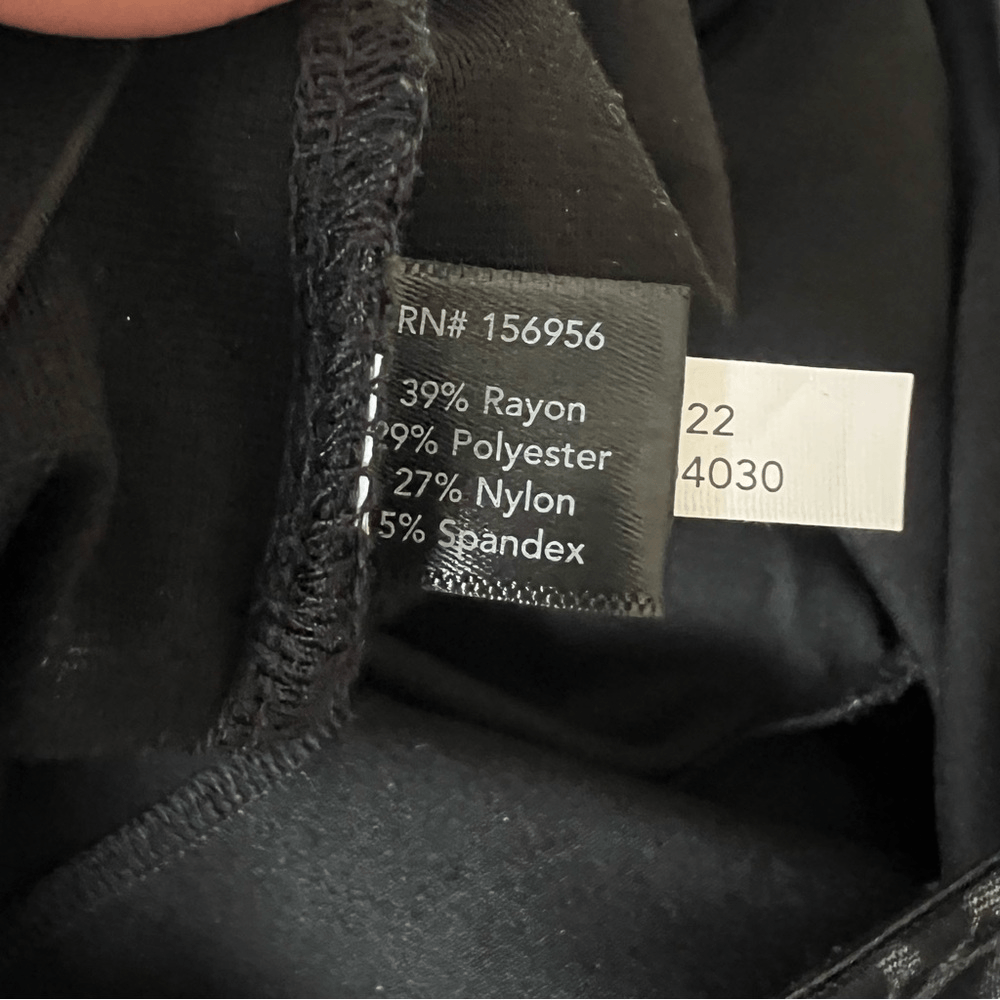 RN# 156956
39% Rayon
29% Polyester
27% Nylon
5% Spandex
22
4030